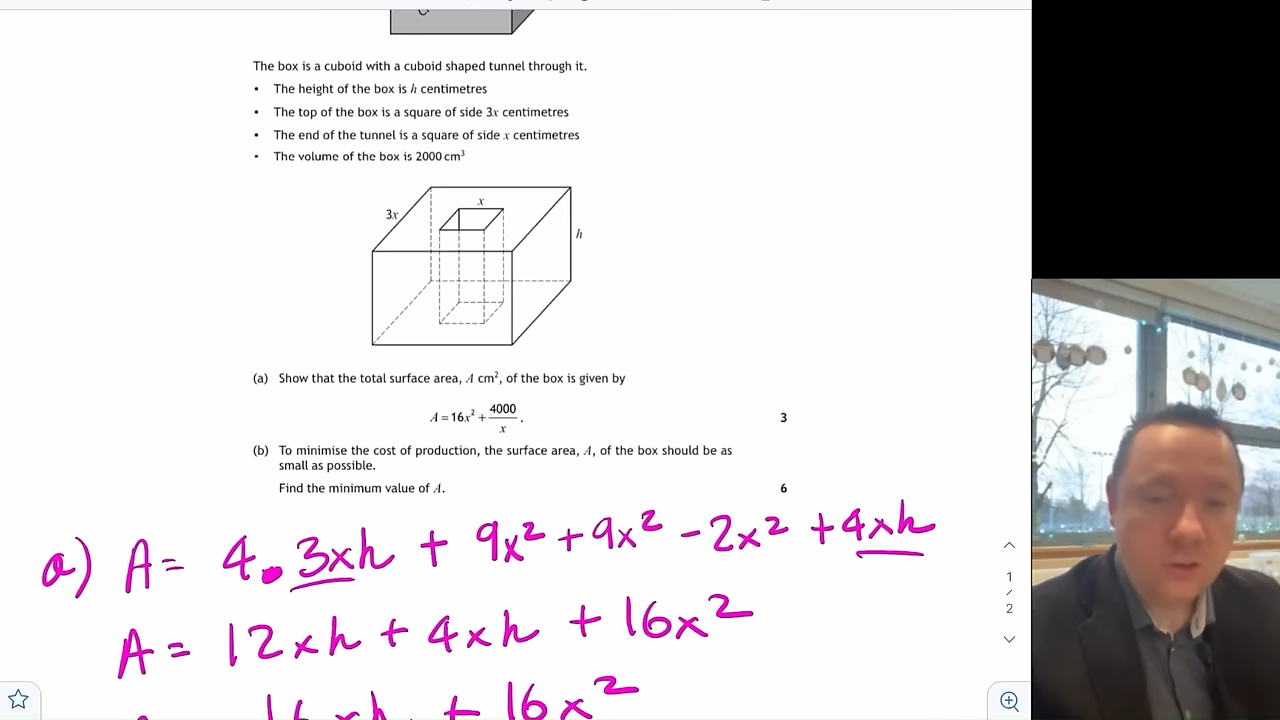 The box is a cuboid with a cuboid shaped tunnel through it.
• The height of the box is h centimetres
• The top of the box is a square of side 3x centimetres
• The end of the tunnel is a square of side x centimetres
• The volume of the box is 2000 cm³
x
3x
h
(a) Show that the total surface area, A cm², of the box is given by
A = 16x² + 4000/x .
3
(b) To minimise the cost of production, the surface area, A, of the box should be as
small as possible.
Find the minimum value of A.
6
a) A = 4 . 3xh + 9x² + 9x² - 2x² + 4xh
A = 12xh + 4xh + 16x²
16xh + 16x²
1
/
2